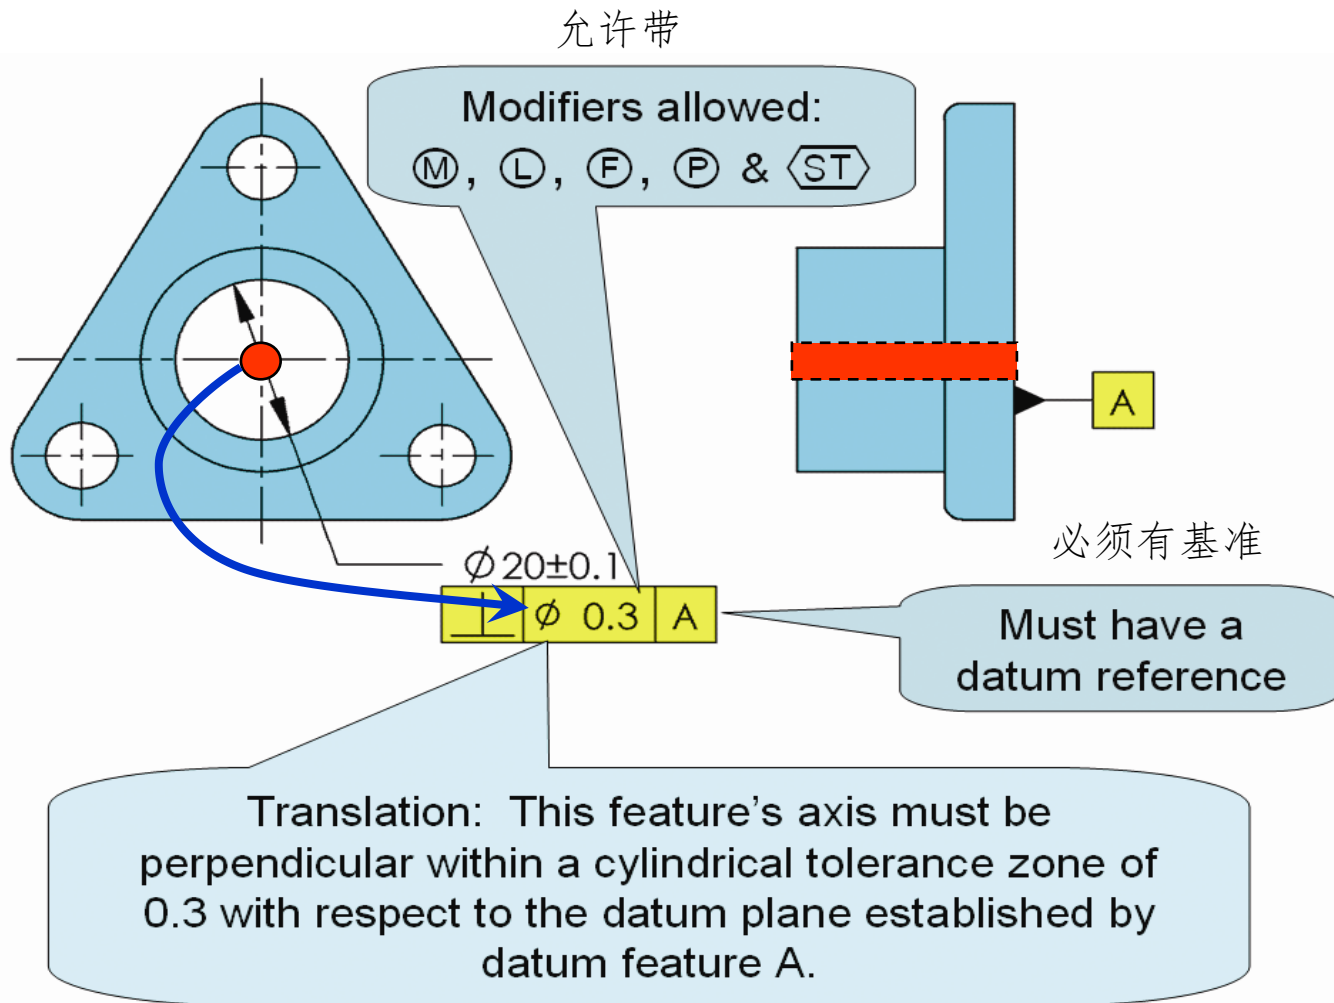 允许带
Modifiers allowed:
Ⓜ, Ⓛ, Ⓕ, Ⓟ & ST
A
必须有基准
Ø20±0.1
⊥ Ø 0.3 A
Must have a
datum reference
Translation: This feature's axis must be
perpendicular within a cylindrical tolerance zone of
0.3 with respect to the datum plane established by
datum feature A.